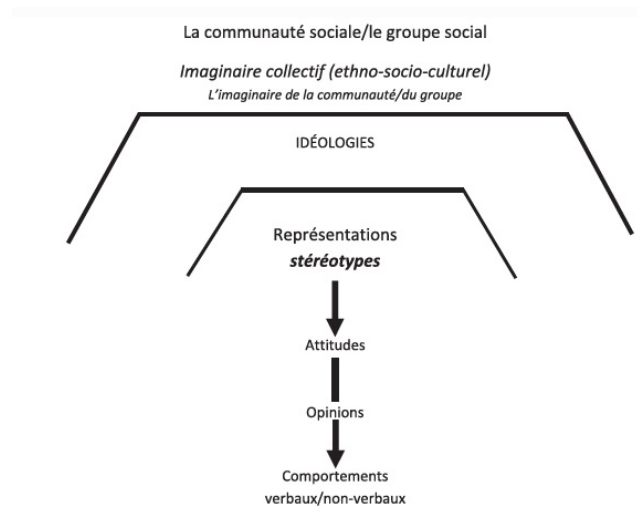 La communauté sociale/le groupe social
Imaginaire collectif (ethno-socio-culturel)
L'imaginaire de la communauté/du groupe
IDÉOLOGIES
Représentations
stéréotypes
Attitudes
Opinions
Comportements
verbaux/non-verbaux